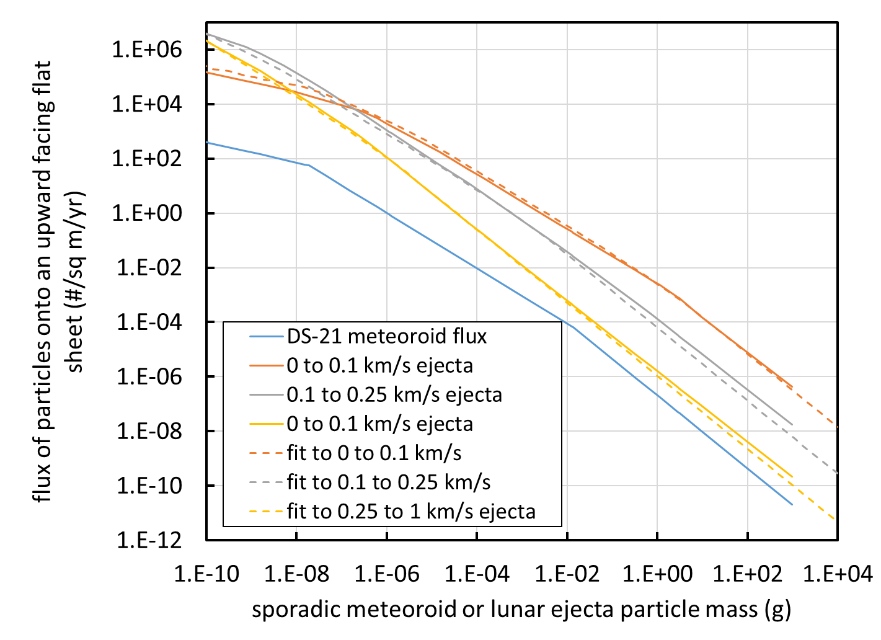 flux of particles onto an upward facing flat
sheet (#/sq m/yr)
1.E+06
1.E+04
1.E+02
1.E+00
1.E-02
1.E-04
1.E-06
1.E-08
1.E-10
1.E-12
DS-21 meteoroid flux
0 to 0.1 km/s ejecta
0.1 to 0.25 km/s ejecta
0 to 0.1 km/s ejecta
fit to 0 to 0.1 km/s
fit to 0.1 to 0.25 km/s
fit to 0.25 to 1 km/s ejecta
1.E-10 1.E-08 1.E-06 1.E-04 1.E-02 1.E+00 1.E+02 1.E+04
sporadic meteoroid or lunar ejecta particle mass (g)